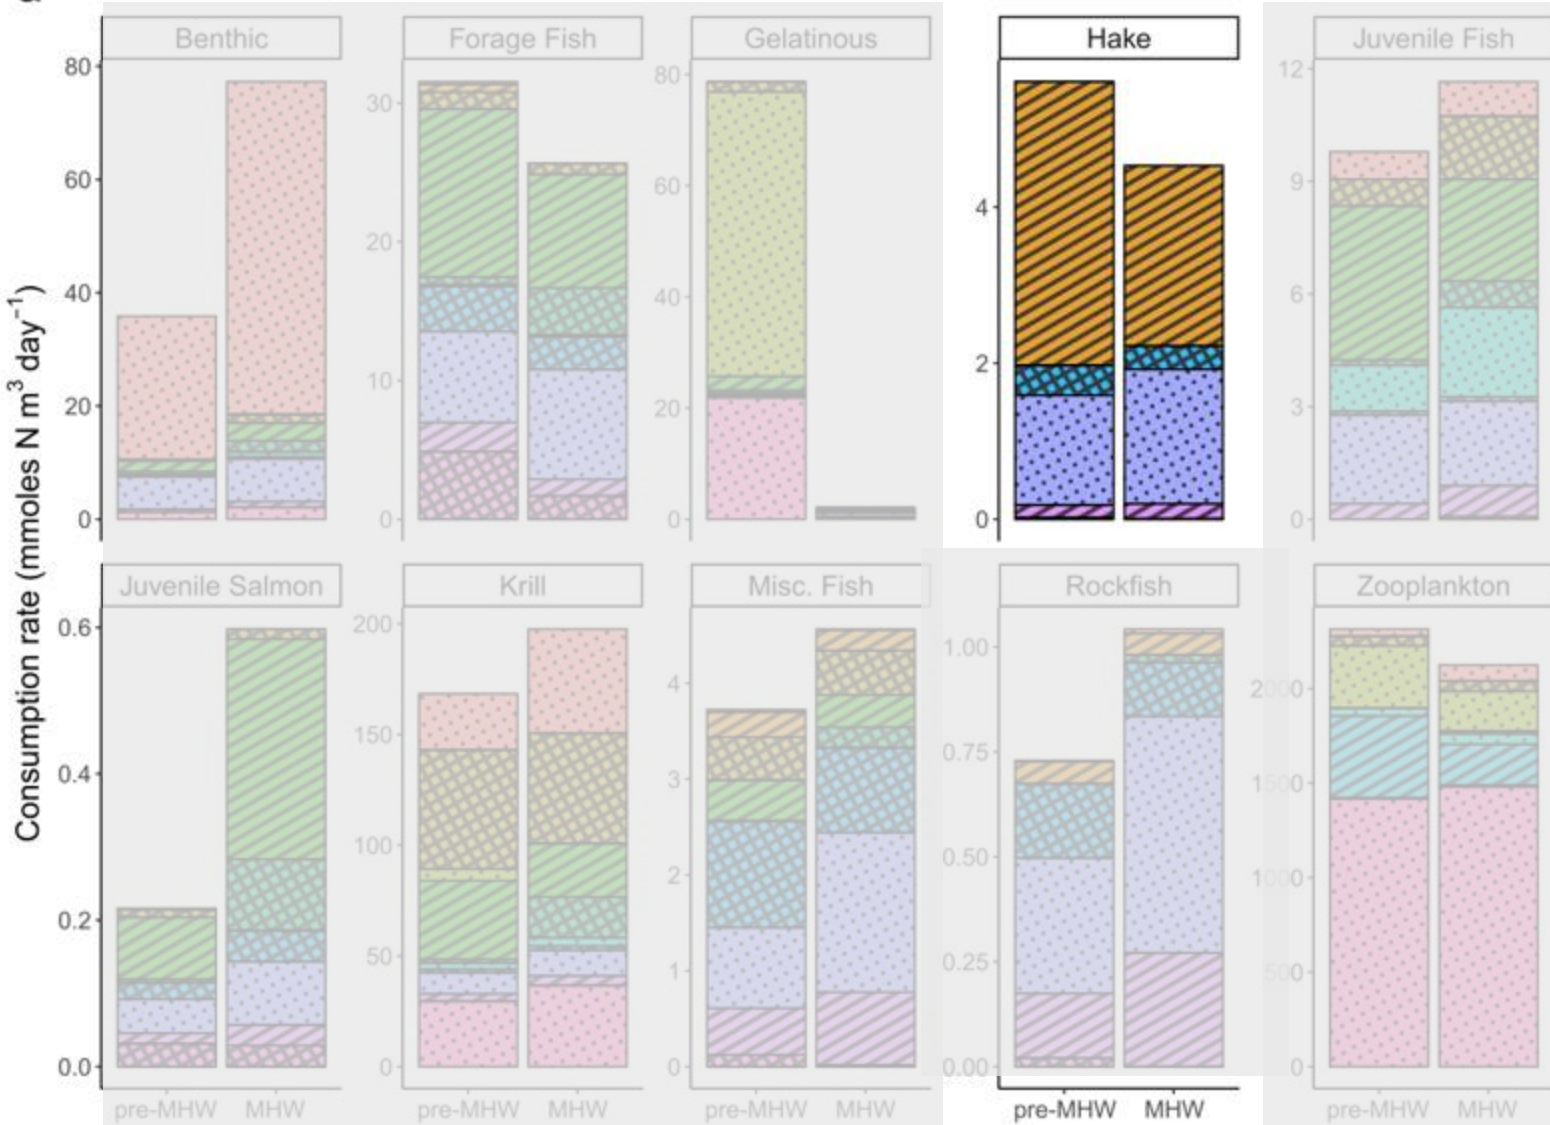 Benthic
Forage Fish
Gelatinous
Hake
Juvenile Fish
80
60
40
20
0
30
20
10
0
80
60
40
20
0
4
2
0
12
9
6
3
0
Consumption rate (mmoles N m³ day⁻¹)
Juvenile Salmon
Krill
Misc. Fish
Rockfish
Zooplankton
0.6
0.4
0.2
0.0
200
150
100
50
0
4
3
2
1
0
1.00
0.75
0.50
0.25
0.00
2000
1500
1000
500
0
pre-MHW MHW
pre-MHW MHW
pre-MHW MHW
pre-MHW MHW
pre-MHW MHW